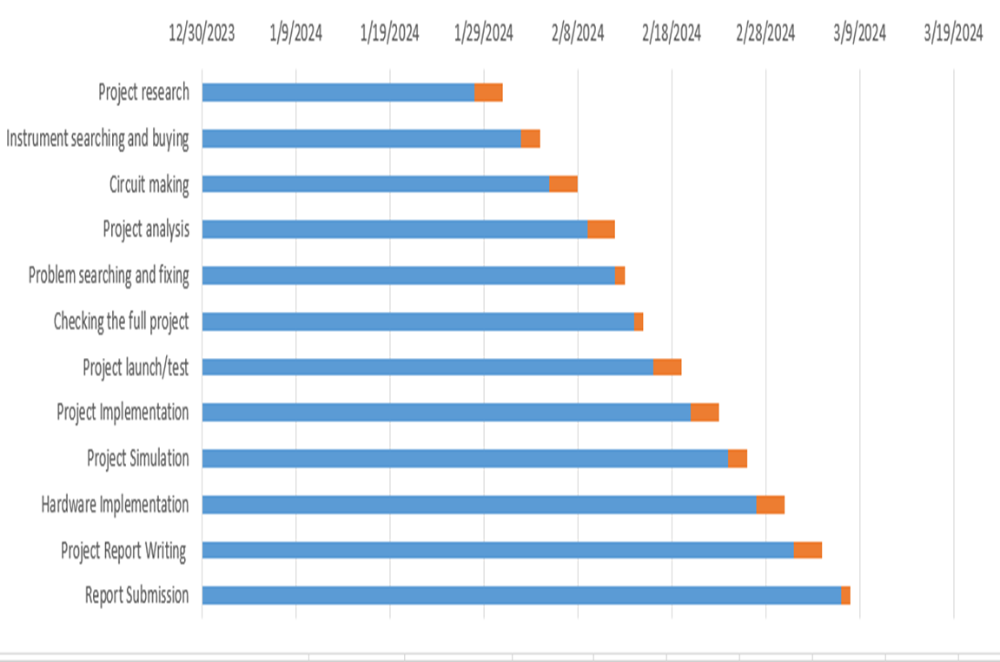 12/30/2023 1/9/2024 1/19/2024 1/29/2024 2/8/2024 2/18/2024 2/28/2024 3/9/2024 3/19/2024
Project research
Instrument searching and buying
Circuit making
Project analysis
Problem searching and fixing
Checking the full project
Project launch/test
Project Implementation
Project Simulation
Hardware Implementation
Project Report Writing
Report Submission